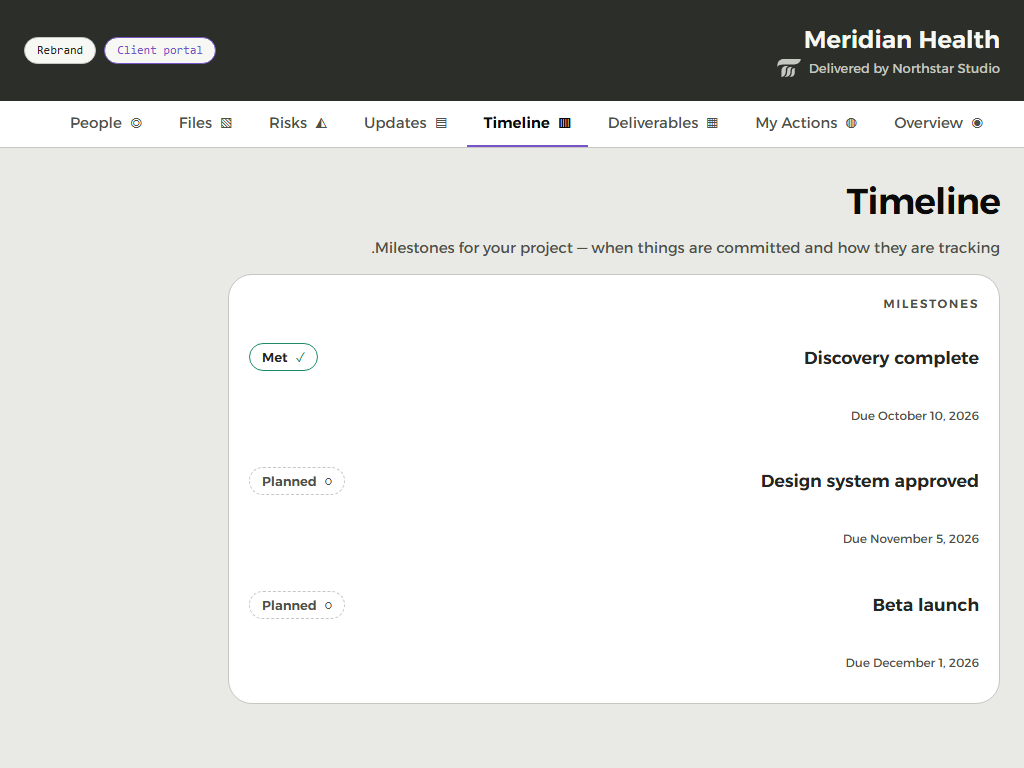 Meridian Health
Delivered by Northstar Studio
Client portal
Rebrand
Overview
My Actions
Deliverables
Timeline
Updates
Risks
Files
People
Timeline
.Milestones for your project — when things are committed and how they are tracking
MILESTONES
Discovery complete
Met ✓
Due October 10, 2026
Design system approved
Planned ○
Due November 5, 2026
Beta launch
Planned ○
Due December 1, 2026